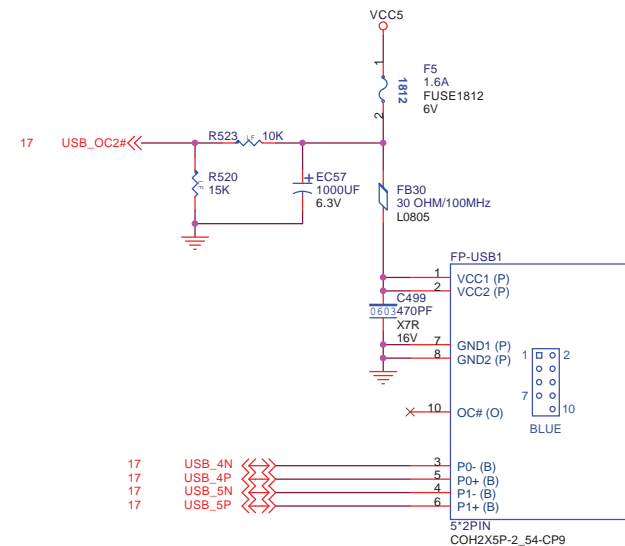 VCC5
1
F5
1.6A
FUSE1812
6V
1812
2
17 USB_OC2#
R523 LF 10K
R520
15K
LF
EC57
1000UF
6.3V
+
FB30
30 OHM/100MHz
L0805
FP-USB1
1 VCC1 (P)
2 VCC2 (P)
C499
0603 470PF
X7R
16V
7 GND1 (P)
8 GND2 (P)
1 2
7
10
BLUE
10 OC# (O)
17 USB_4N 3 P0- (B)
17 USB_4P 5 P0+ (B)
17 USB_5N 4 P1- (B)
17 USB_5P 6 P1+ (B)
5*2PIN
COH2X5P-2_54-CP9